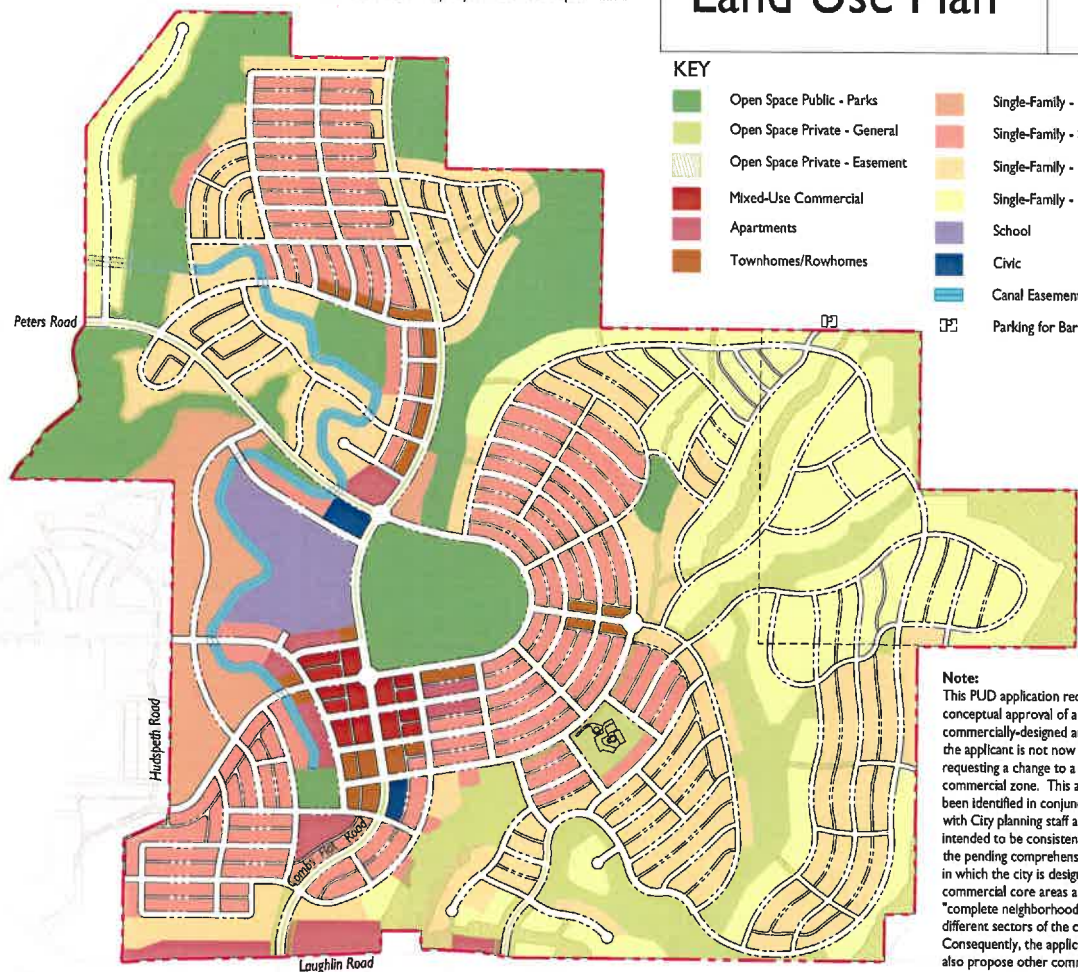 Land Use Plan
KEY
Open Space Public - Parks
Open Space Private - General
Open Space Private - Easement
Mixed-Use Commercial
Apartments
Townhomes/Rowhomes
Single-Family -
Single-Family -
Single-Family -
Single-Family -
School
Civic
Canal Easement
P Parking for Bar
P
Peters Road
Hudspeth Road
Combs Flat Road
Laughlin Road
Note:
This PUD application rec
conceptual approval of a
commercially-designed a
the applicant is not now
requesting a change to a
commercial zone. This a
been identified in conjunc
with City planning staff a
intended to be consisten
the pending comprehens
in which the city is design
commercial core areas a
"complete neighborhood
different sectors of the c
Consequently, the applic
also propose other comm